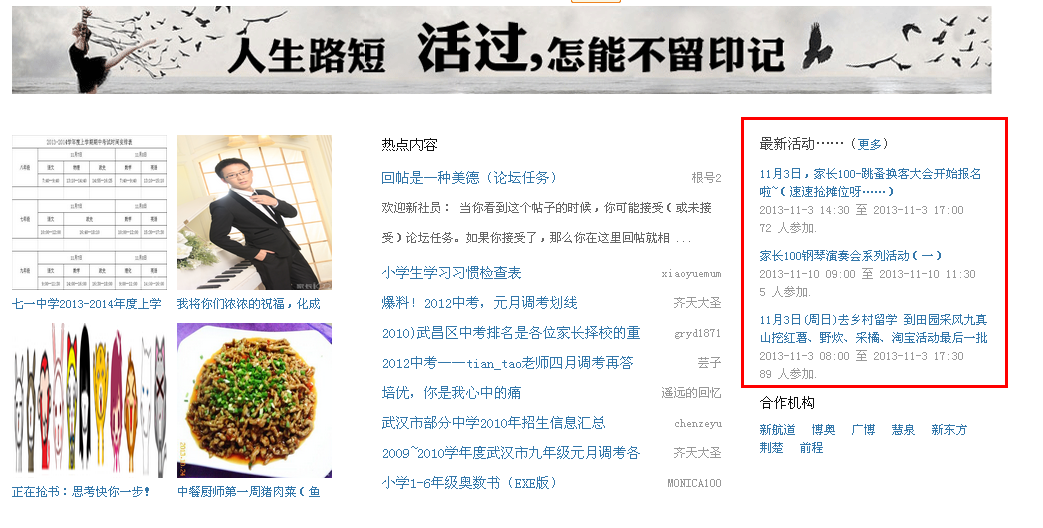 人生路短 活过,怎能不留印记
2013-2014学年度上学期期中考试时间安排表
七一中学2013-2014年度上学
我将你们浓浓的祝福，化成
正在抢书：思考快你一步！
中餐厨师第一周猪肉菜（鱼
热点内容
回帖是一种美德（论坛任务） 根号2
欢迎新社员： 当你看到这个帖子的时候，你可能接受（或未接
受）论坛任务。如果你接受了，那么你在这里回帖就相 ...
小学生学习习惯检查表 xiaoyuemum
爆料！2012中考，元月调考划线 齐天大圣
2010)武昌区中考排名是各位家长择校的重 gryd1871
2012中考——tian_tao老师四月调考再答 芸子
培优，你是我心中的痛 遥远的回忆
武汉市部分中学2010年招生信息汇总 chenzeyu
2009~2010学年度武汉市九年级元月调考各 齐天大圣
小学1-6年级奥数书（EXE版） MONICA100
最新活动……（更多）
11月3日，家长100-跳蚤换客大会开始报名
啦~（速速抢摊位呀……）
2013-11-3 14:30 至 2013-11-3 17:00
72 人参加.
家长100钢琴演奏会系列活动（一）
2013-11-10 09:00 至 2013-11-10 11:30
5 人参加.
11月3日(周日)去乡村留学 到田园采风九真
山挖红薯、野炊、采橘、淘宝活动最后一批
2013-11-3 08:00 至 2013-11-3 17:30
89 人参加.
合作机构
新航道 博奥 广博 慧泉 新东方
荆楚 前程